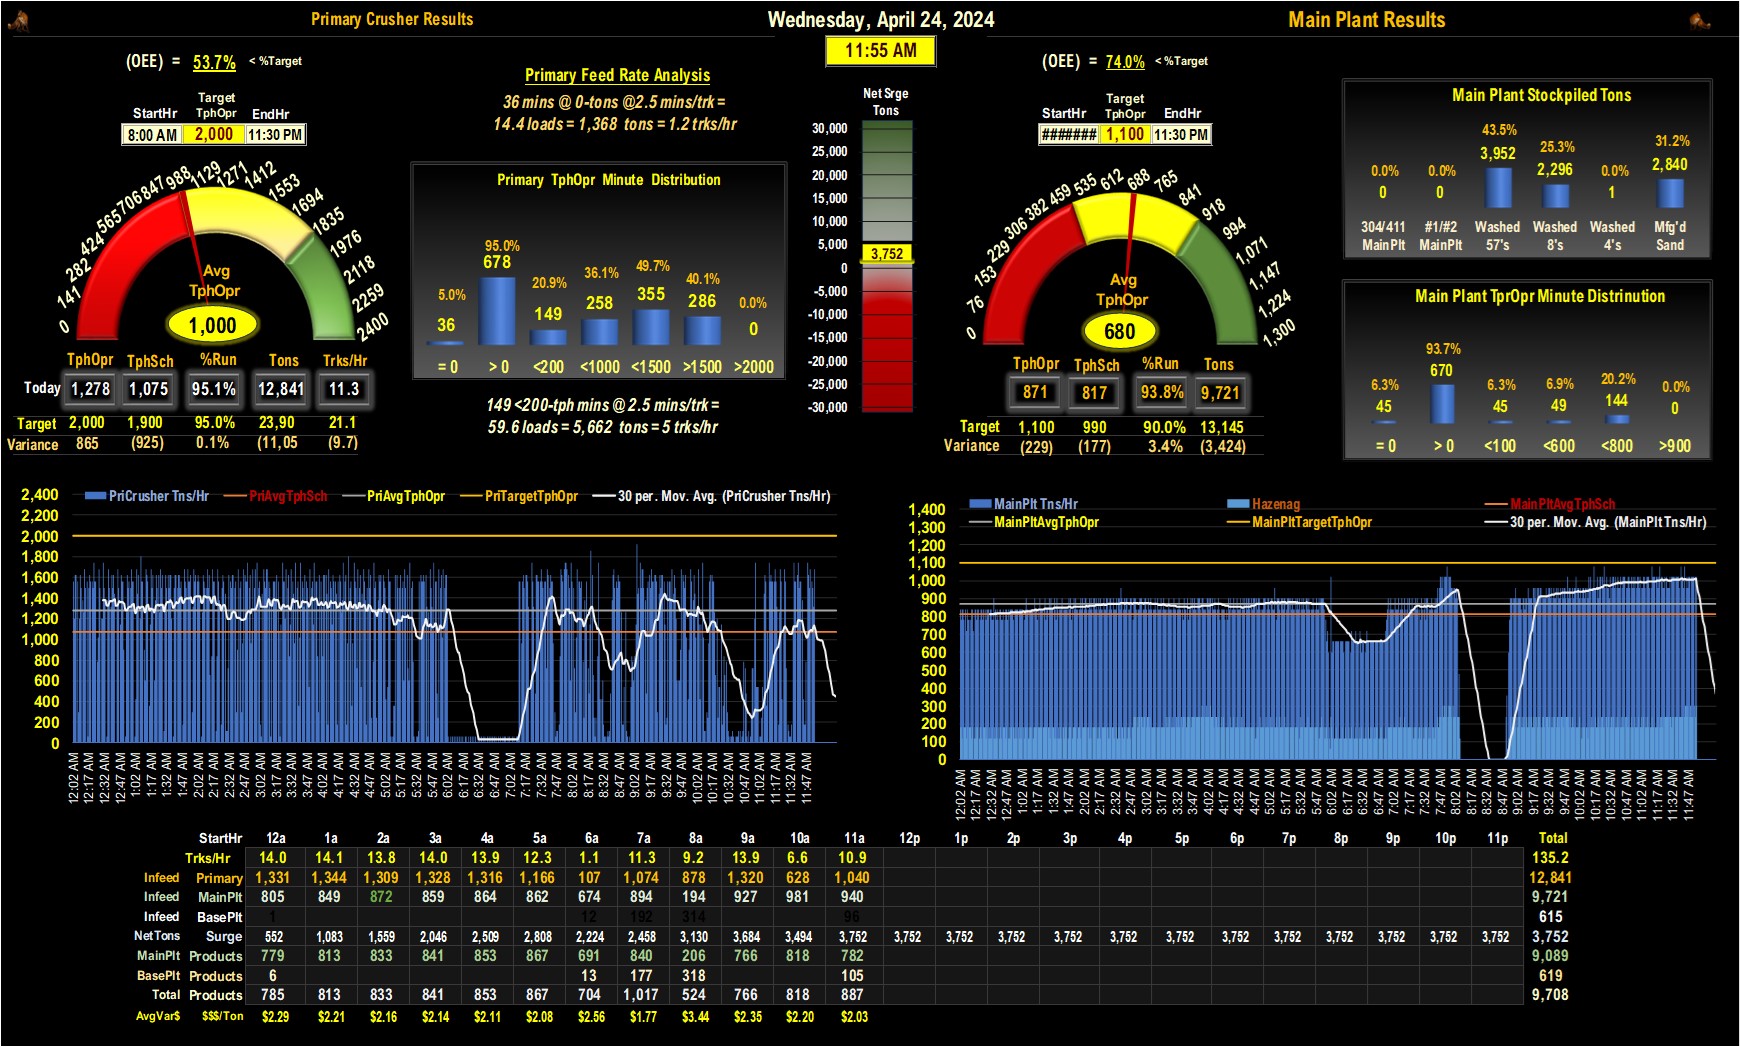 Primary Crusher Results
Wednesday, April 24, 2024
Main Plant Results
11:55 AM
(OEE) = 53.7% < %Target
StartHr Target TphOpr EndHr
8:00 AM 2,000 11:30 PM
Primary Feed Rate Analysis
36 mins @ 0-tons @2.5 mins/trk =
14.4 loads = 1,368 tons = 1.2 trks/hr
0 141 282 424 565 706 847 988 1129 1271 1412 1553 1694 1835 1976 2118 2259 2400
Avg
TphOpr
1,000
TphOpr TphSch %Run Tons Trks/Hr
Today 1,278 1,075 95.1% 12,841 11.3
Target 2,000 1,900 95.0% 23,90 21.1
Variance 865 (925) 0.1% (11,05 (9.7)
Primary TphOpr Minute Distribution
5.0% 95.0% 20.9% 36.1% 49.7% 40.1% 0.0%
36 678 149 258 355 286 0
= 0 > 0 <200 <1000 <1500 >1500 >2000
149 <200-tph mins @ 2.5 mins/trk =
59.6 loads = 5,662 tons = 5 trks/hr
Net Srge
Tons
30,000
25,000
20,000
15,000
10,000
5,000
3,752
0
-5,000
-10,000
-15,000
-20,000
-25,000
-30,000
(OEE) = 74.0% < %Target
StartHr Target TphOpr EndHr
####### 1,100 11:30 PM
0 76 153 229 306 382 459 535 612 688 765 841 918 994 1,071 1,147 1,224 1,300
Avg
TphOpr
680
TphOpr TphSch %Run Tons
871 817 93.8% 9,721
Target 1,100 990 90.0% 13,145
Variance (229) (177) 3.4% (3,424)
Main Plant Stockpiled Tons
0.0% 0.0% 43.5% 25.3% 0.0% 31.2%
0 0 3,952 2,296 1 2,840
304/411 #1/#2 Washed Washed Washed Mfg'd
MainPlt MainPlt 57's 8's 4's Sand
Main Plant TprOpr Minute Distrinution
6.3% 93.7% 6.3% 6.9% 20.2% 0.0%
45 670 45 49 144 0
= 0 > 0 <100 <600 <800 >900
PriCrusher Tns/Hr PriAvgTphSch PriAvgTphOpr PriTargetTphOpr 30 per. Mov. Avg. (PriCrusher Tns/Hr)
2,400
2,200
2,000
1,800
1,600
1,400
1,200
1,000
800
600
400
200
0
12:02 AM 12:17 AM 12:32 AM 12:47 AM 1:02 AM 1:17 AM 1:32 AM 1:47 AM 2:02 AM 2:17 AM 2:32 AM 2:47 AM 3:02 AM 3:17 AM 3:32 AM 3:47 AM 4:02 AM 4:17 AM 4:32 AM 4:47 AM 5:02 AM 5:17 AM 5:32 AM 5:47 AM 6:02 AM 6:17 AM 6:32 AM 6:47 AM 7:02 AM 7:17 AM 7:32 AM 7:47 AM 8:02 AM 8:17 AM 8:32 AM 8:47 AM 9:02 AM 9:17 AM 9:32 AM 9:47 AM 10:02 AM 10:17 AM 10:32 AM 10:47 AM 11:02 AM 11:17 AM 11:32 AM 11:47 AM
MainPlt Tns/Hr Hazenag MainPltAvgTphSch
MainPltAvgTphOpr MainPltTargetTphOpr 30 per. Mov. Avg. (MainPlt Tns/Hr)
1,400
1,300
1,200
1,100
1,000
900
800
700
600
500
400
300
200
100
0
12:02 AM 12:17 AM 12:32 AM 12:47 AM 1:02 AM 1:17 AM 1:32 AM 1:47 AM 2:02 AM 2:17 AM 2:32 AM 2:47 AM 3:02 AM 3:17 AM 3:32 AM 3:47 AM 4:02 AM 4:17 AM 4:32 AM 4:47 AM 5:02 AM 5:17 AM 5:32 AM 5:47 AM 6:02 AM 6:17 AM 6:32 AM 6:47 AM 7:02 AM 7:17 AM 7:32 AM 7:47 AM 8:02 AM 8:17 AM 8:32 AM 8:47 AM 9:02 AM 9:17 AM 9:32 AM 9:47 AM 10:02 AM 10:17 AM 10:32 AM 10:47 AM 11:02 AM 11:17 AM 11:32 AM 11:47 AM
StartHr 12a 1a 2a 3a 4a 5a 6a 7a 8a 9a 10a 11a 12p 1p 2p 3p 4p 5p 6p 7p 8p 9p 10p 11p Total
Trks/Hr 14.0 14.1 13.8 14.0 13.9 12.3 1.1 11.3 9.2 13.9 6.6 10.9 135.2
Infeed Primary 1,331 1,344 1,309 1,328 1,316 1,166 107 1,074 878 1,320 628 1,040 12,841
Infeed MainPlt 805 849 872 859 864 862 674 894 194 927 981 940 9,721
Infeed BasePlt 1 12 192 314 96 615
NetTons Surge 552 1,083 1,559 2,046 2,509 2,808 2,224 2,458 3,130 3,684 3,494 3,752 3,752 3,752 3,752 3,752 3,752 3,752 3,752 3,752 3,752 3,752 3,752 3,752 3,752
MainPlt Products 779 813 833 841 853 867 691 840 206 766 818 782 9,089
BasePlt Products 6 13 177 318 105 619
Total Products 785 813 833 841 853 867 704 1,017 524 766 818 887 9,708
AvgVar$ $$$/Ton $2.29 $2.21 $2.16 $2.14 $2.11 $2.08 $2.56 $1.77 $3.44 $2.35 $2.20 $2.03